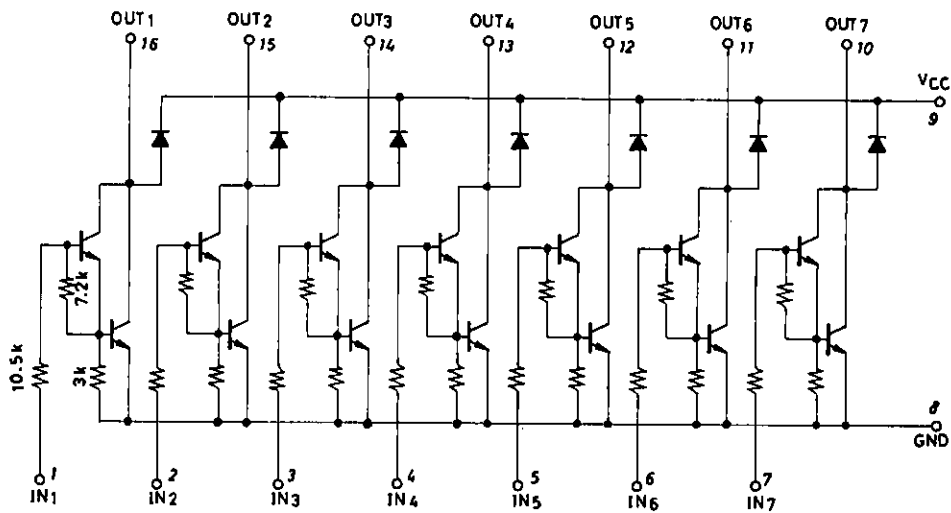 OUT1 OUT2 OUT3 OUT4 OUT5 OUT6 OUT7
16 15 14 13 12 11 10
VCC
9
7.2k
10.5k
3k
8
GND
1 2 3 4 5 6 7
IN1 IN2 IN3 IN4 IN5 IN6 IN7